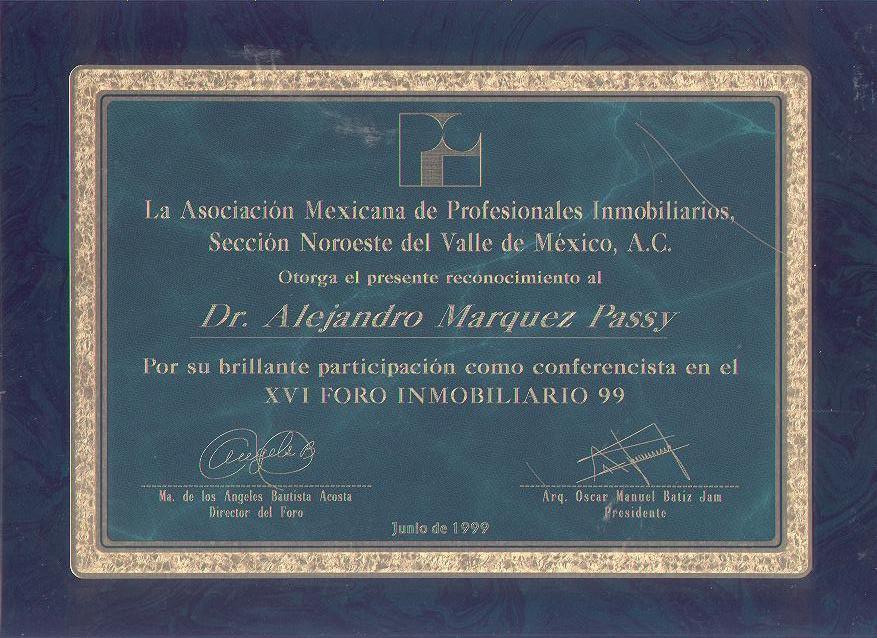 La Asociación Mexicana de Profesionales Inmobiliarios,
Sección Noroeste del Valle de México, A.C.
Otorga el presente reconocimiento al
Dr. Alejandro Marquez Passy
Por su brillante participación como conferencista en el
XVI FORO INMOBILIARIO 99
Ma. de los Angeles Bautista Acosta
Director del Foro
Arq. Oscar Manuel Batiz Jam
Presidente
Junio de 1999